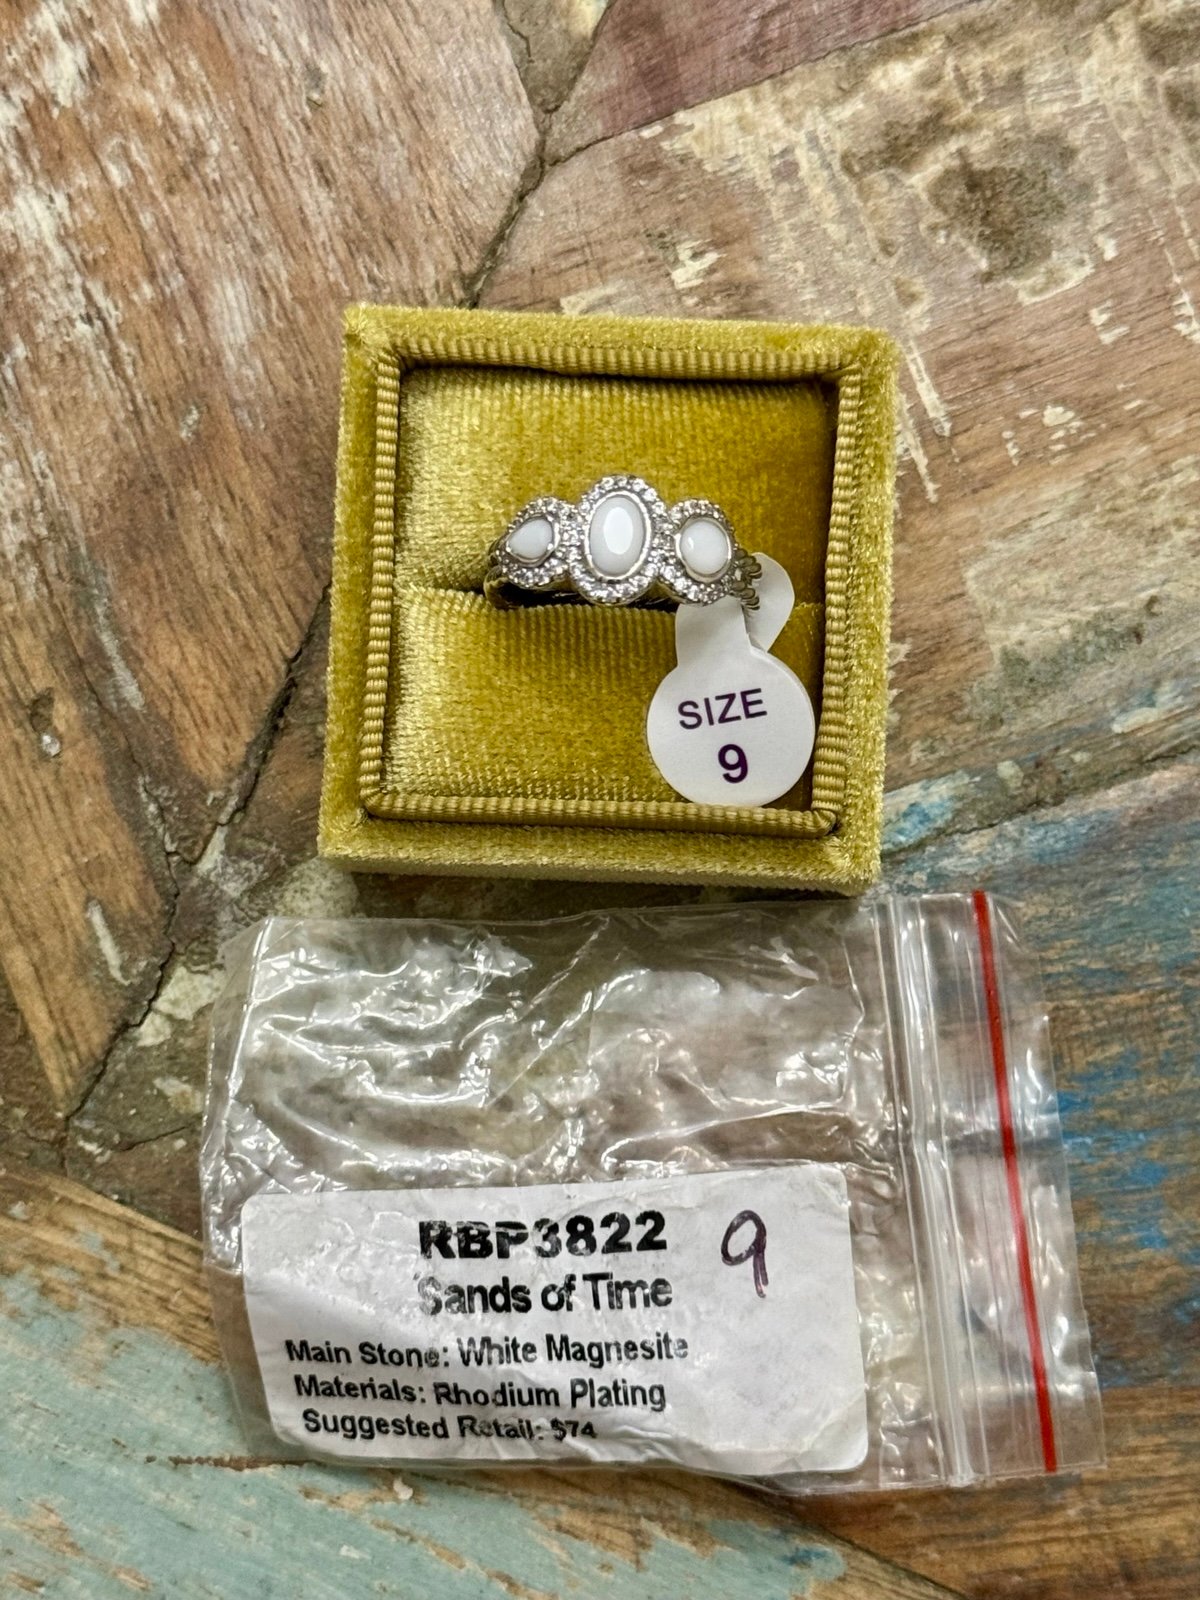 SIZE
9
RBP3822 9
Sands of Time
Main Stone: White Magnesite
Materials: Rhodium Plating
Suggested Retail: $74